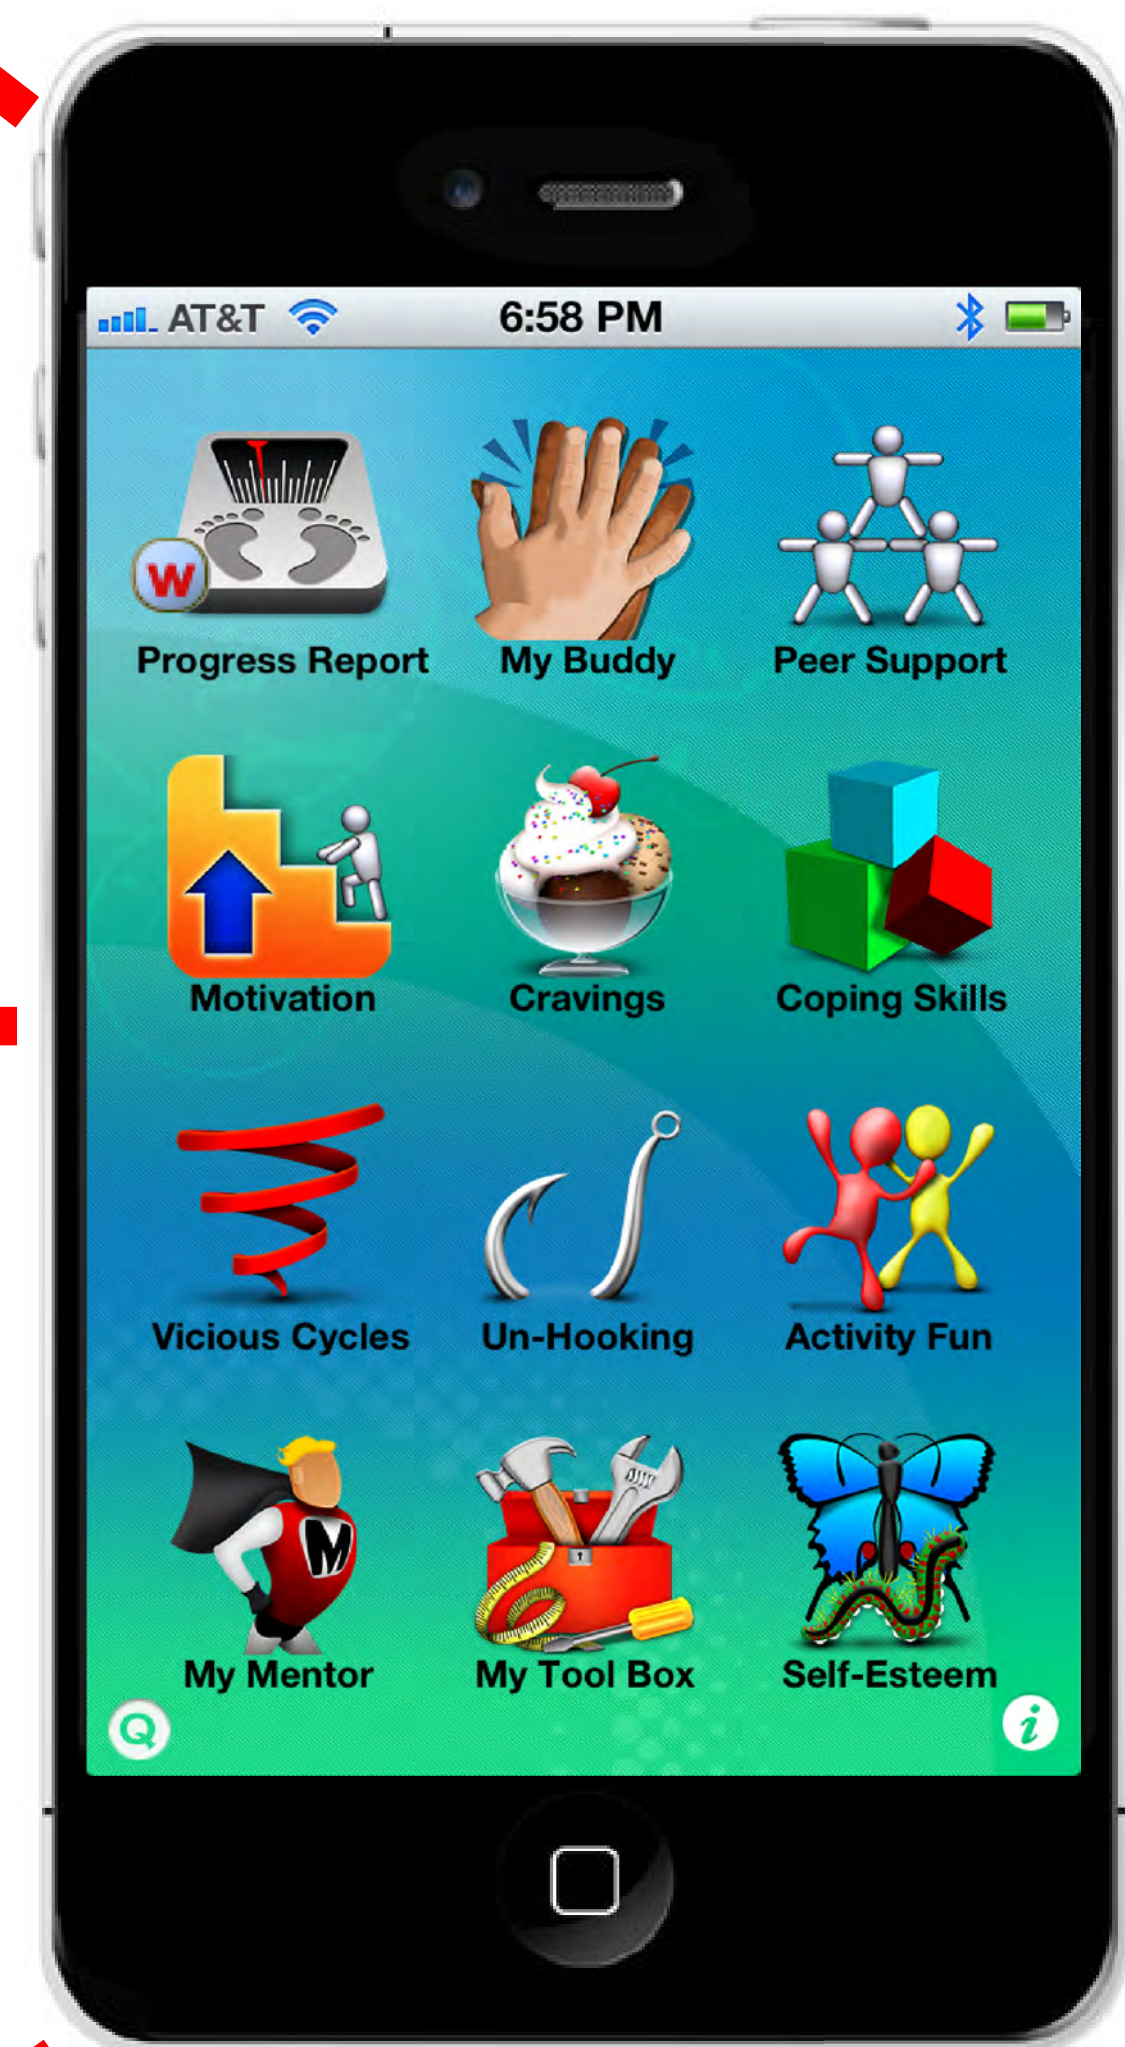 AT&T 6:58 PM
W
Progress Report My Buddy Peer Support
Motivation Cravings Coping Skills
Vicious Cycles Un-Hooking Activity Fun
M
My Mentor My Tool Box Self-Esteem
Q i